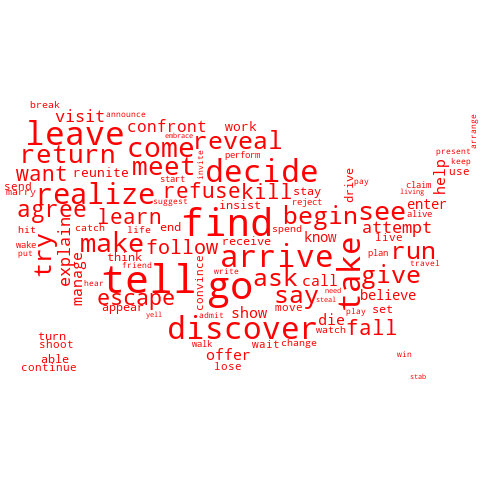 break
announce
visit
leave
confront
work
embrace
come
reveal
arrange
return
meet
invite
perform
present
want
reunite
decide
help
keep
use
send
marry
start
realize
refuse
kill
stay
drive
pay
claim
living
agree
suggest
learn
find
insist
reject
begin
see
enter
alive
hit
try
explain
catch
life
end
spend
know
attempt
wake
put
make
follow
receive
arrive
take
live
run
manage
think
hear
friend
tell
convince
go
write
ask
call
plan
travel
give
need
steal
say
believe
escape
appear
yell
admit
show
move
play
set
discover
die
watch
fall
turn
shoot
walk
wait
change
offer
lose
able
continue
win
stab